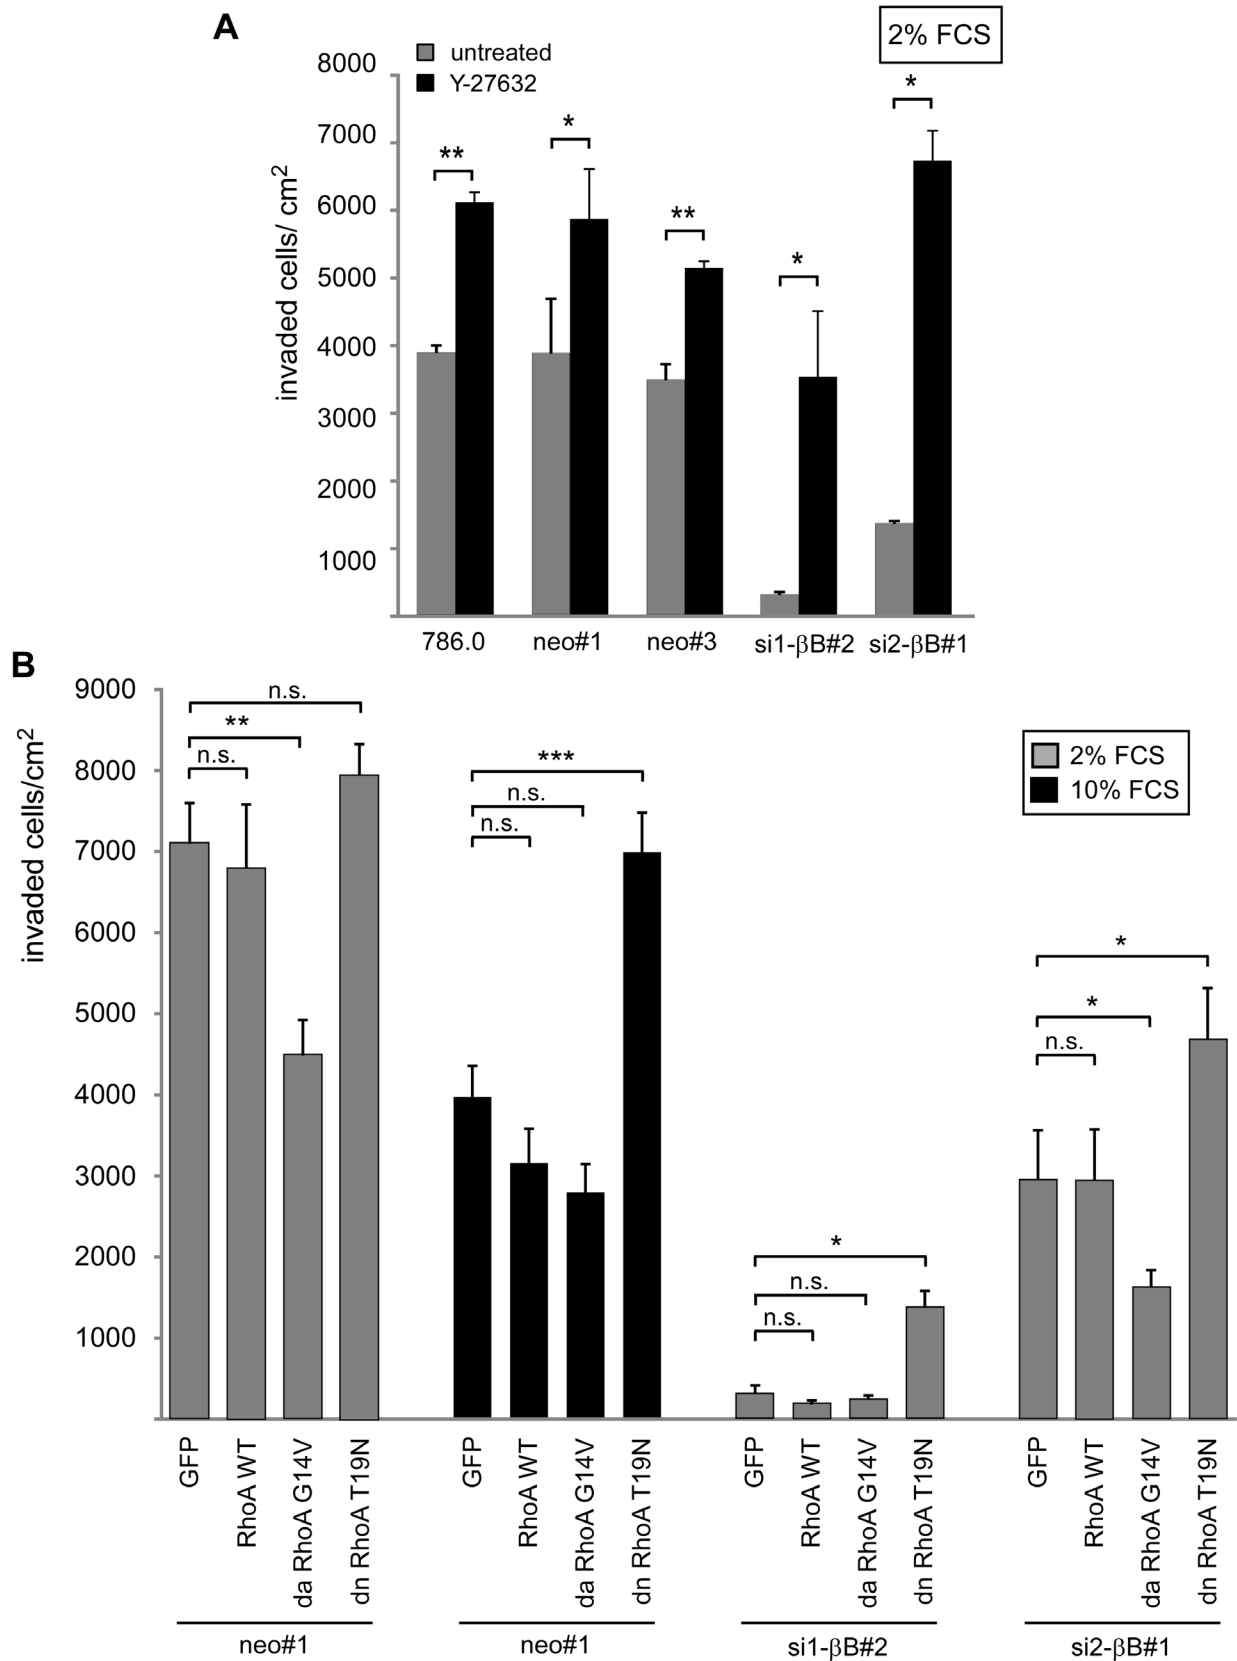 A
2% FCS
untreated
Y-27632
invaded cells/ cm²
8000
7000
6000
5000
4000
3000
2000
1000
**
*
**
*
*
786.0 neo#1 neo#3 si1-βB#2 si2-βB#1
B
invaded cells/cm²
9000
8000
7000
6000
5000
4000
3000
2000
1000
2% FCS
10% FCS
n.s.
**
n.s.
***
n.s.
n.s.
*
n.s.
n.s.
*
*
n.s.
GFP
RhoA WT
da RhoA G14V
dn RhoA T19N
GFP
RhoA WT
da RhoA G14V
dn RhoA T19N
GFP
RhoA WT
da RhoA G14V
dn RhoA T19N
GFP
RhoA WT
da RhoA G14V
dn RhoA T19N
neo#1 neo#1 si1-βB#2 si2-βB#1